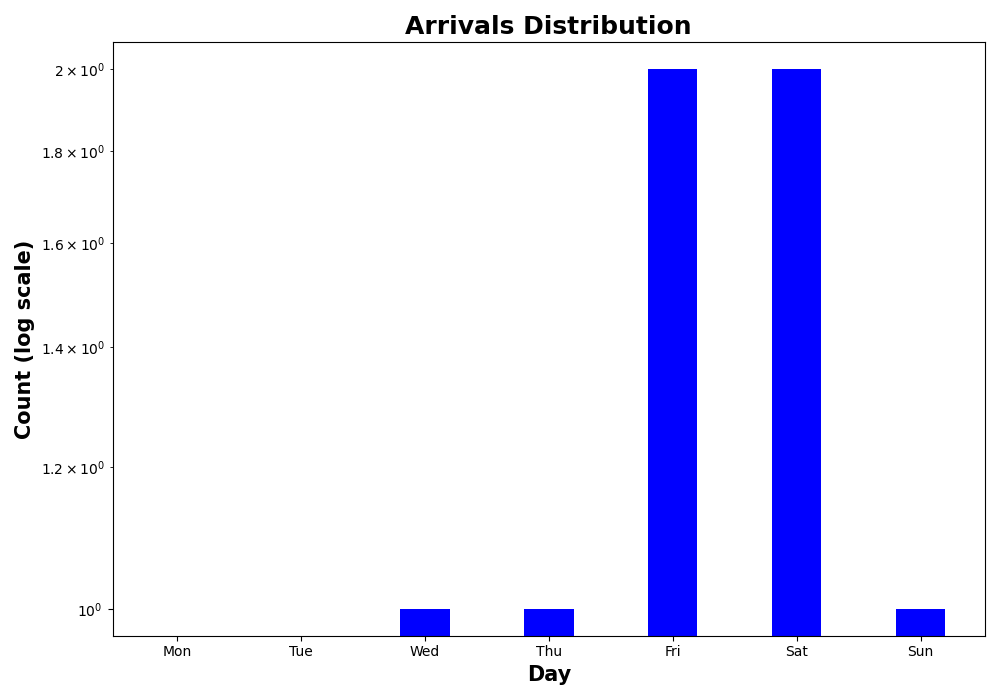 Arrivals Distribution
Count (log scale)
2 × 10⁰
1.8 × 10⁰
1.6 × 10⁰
1.4 × 10⁰
1.2 × 10⁰
10⁰
Mon Tue Wed Thu Fri Sat Sun
Day